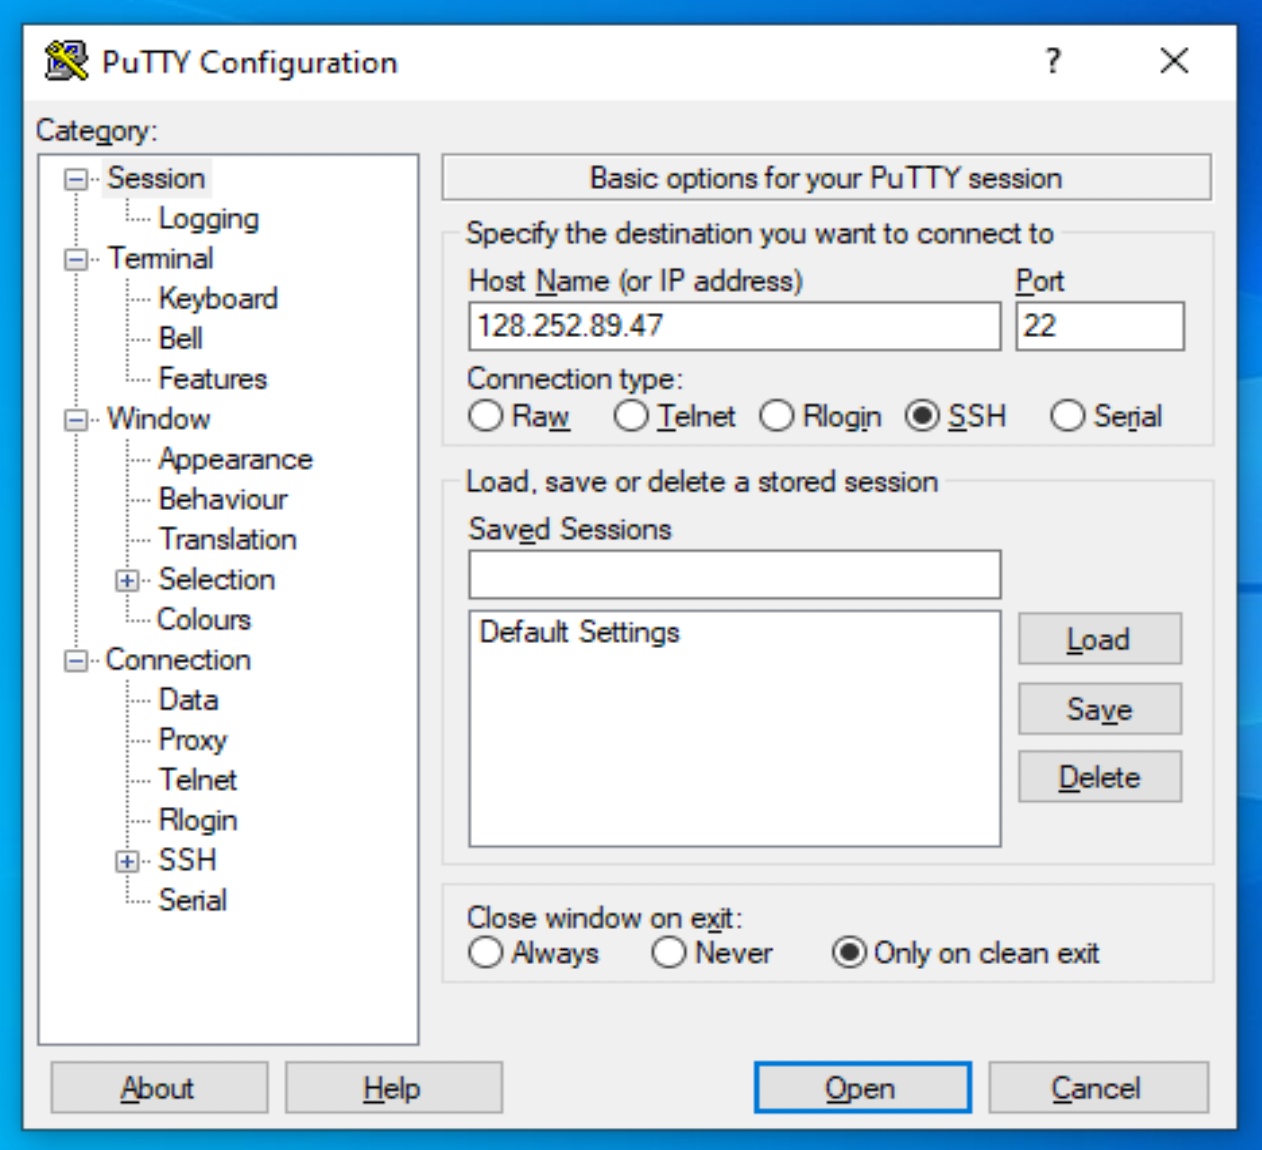 PuTTY Configuration
?
Category:
Session
Logging
Terminal
Keyboard
Bell
Features
Window
Appearance
Behaviour
Translation
Selection
Colours
Connection
Data
Proxy
Telnet
Rlogin
SSH
Serial
Basic options for your PuTTY session
Specify the destination you want to connect to
Host Name (or IP address) Port
128.252.89.47 22
Connection type:
Raw Telnet Rlogin SSH Serial
Load, save or delete a stored session
Saved Sessions
Default Settings
Load
Save
Delete
Close window on exit:
Always Never Only on clean exit
About Help Open Cancel